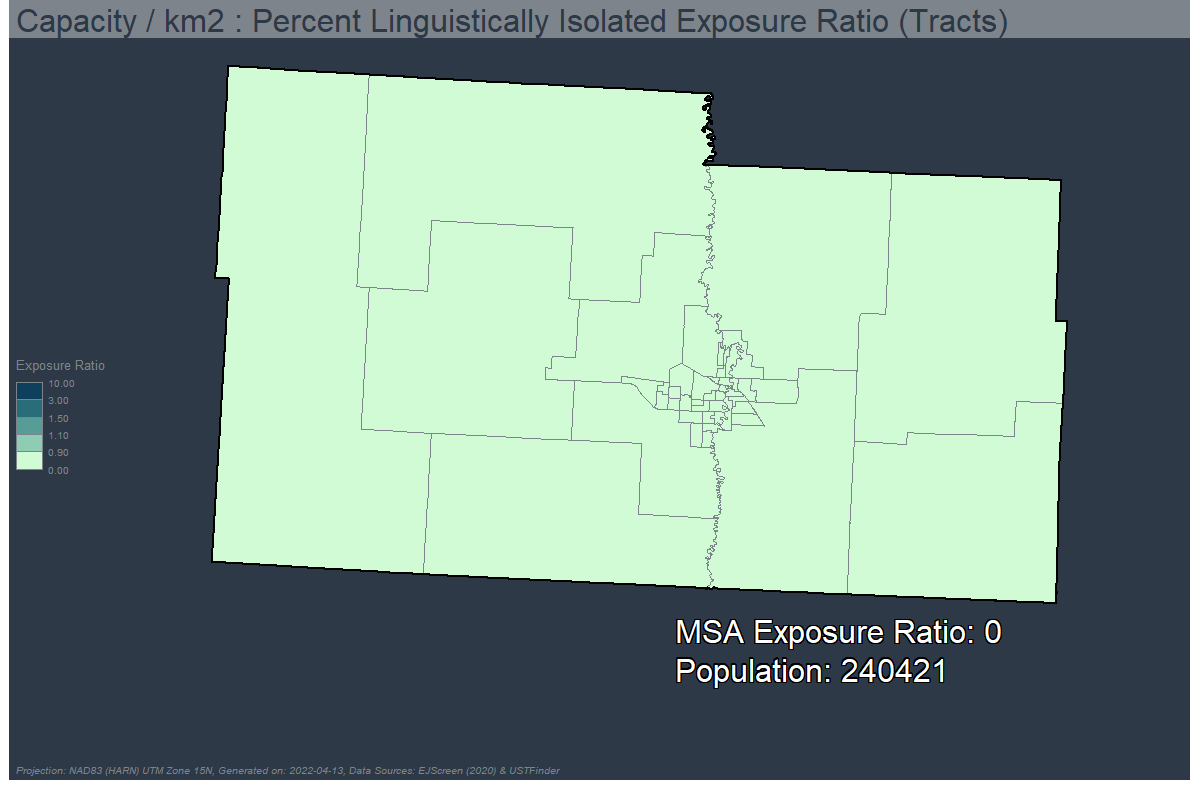 Capacity / km2 : Percent Linguistically Isolated Exposure Ratio (Tracts)
Exposure Ratio
10.00
3.00
1.50
1.10
0.90
0.00
MSA Exposure Ratio: 0
Population: 240421
Projection: NAD83 (HARN) UTM Zone 15N, Generated on: 2022-04-13, Data Sources: EJScreen (2020) & USTFinder